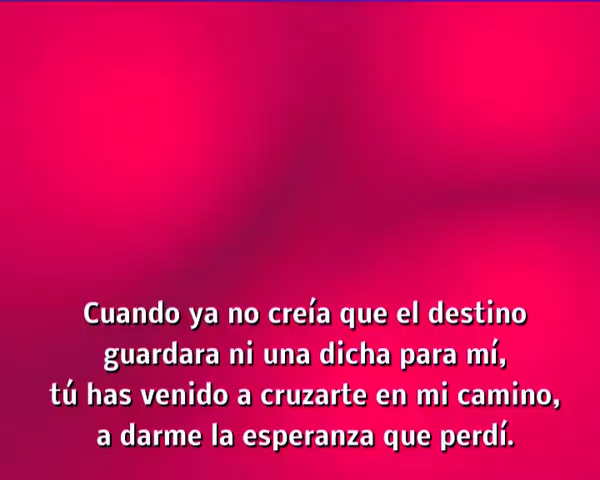 Cuando ya no creía que el destino
guardara ni una dicha para mí,
tú has venido a cruzarte en mi camino,
a darme la esperanza que perdí.